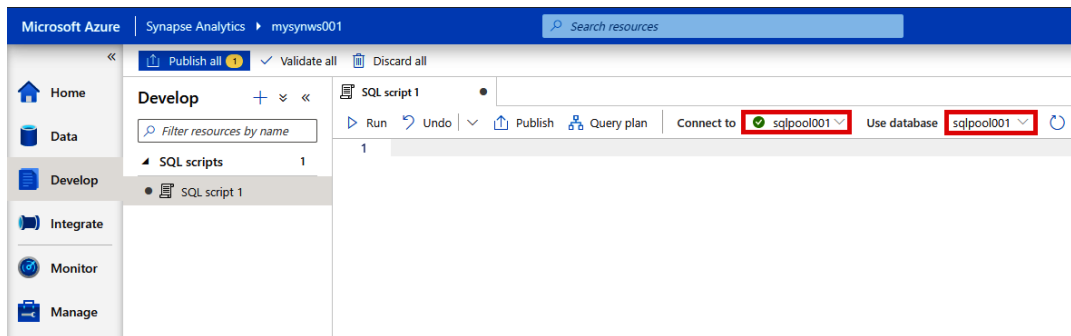 Microsoft Azure Synapse Analytics mysynws001 Search resources
Publish all 1 Validate all Discard all
Home
Data
Develop
Integrate
Monitor
Manage
Develop
Filter resources by name
SQL scripts 1
SQL script 1
SQL script 1
Run Undo Publish Query plan Connect to sqlpool001 Use database sqlpool001
1